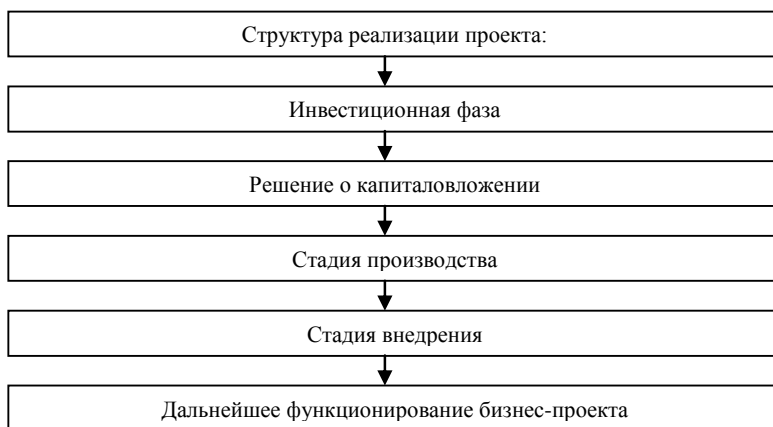 Структура реализации проекта:
Инвестиционная фаза
Решение о капиталовложении
Стадия производства
Стадия внедрения
Дальнейшее функционирование бизнес-проекта